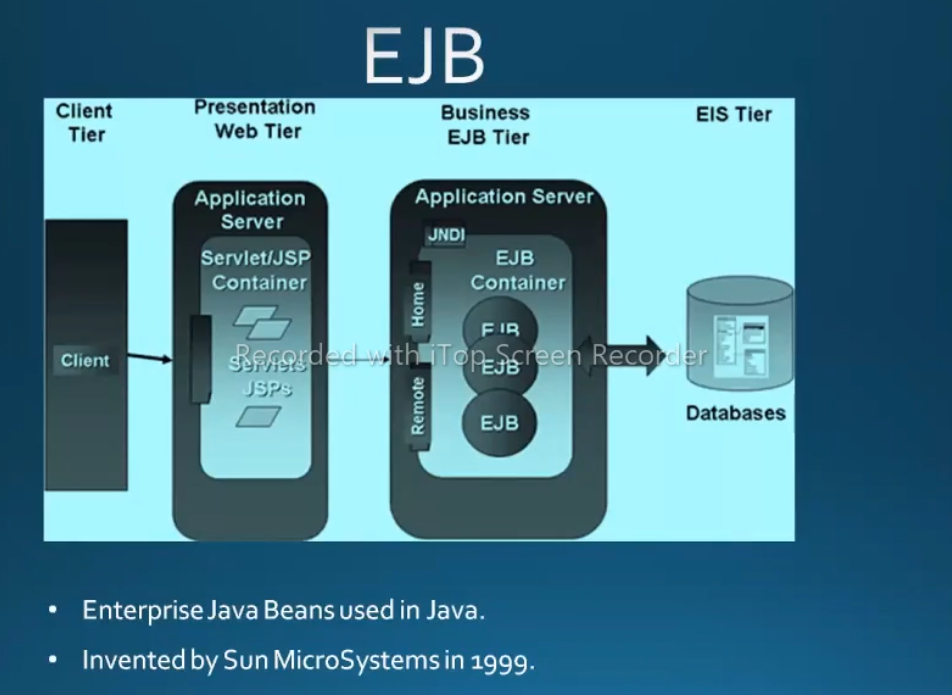 EJB
Client
Tier
Presentation
Web Tier
Business
EJB Tier
EIS Tier
Application
Server
Servlet/JSP
Container
Servlets
JSPs
Client
Application Server
JNDI
EJB
Container
Home
Remote
EJB
EJB
EJB
Databases
Recorded with iTop Screen Recorder
• Enterprise Java Beans used in Java.
• Invented by Sun MicroSystems in 1999.